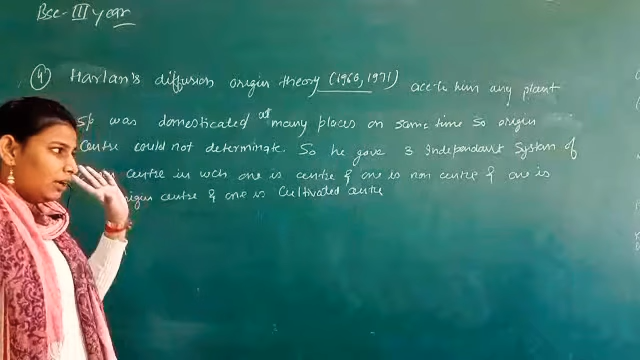 Bsc-III year
④ Harlan's diffusion origin theory (1960, 1971) acc to him any plant
sp was domesticated at many places on same time so origin
Centre could not determinate. So he gave 3 Independant System of
centre in wch one is centre & one is non centre & one is
origin centre & one is Cultivated centre